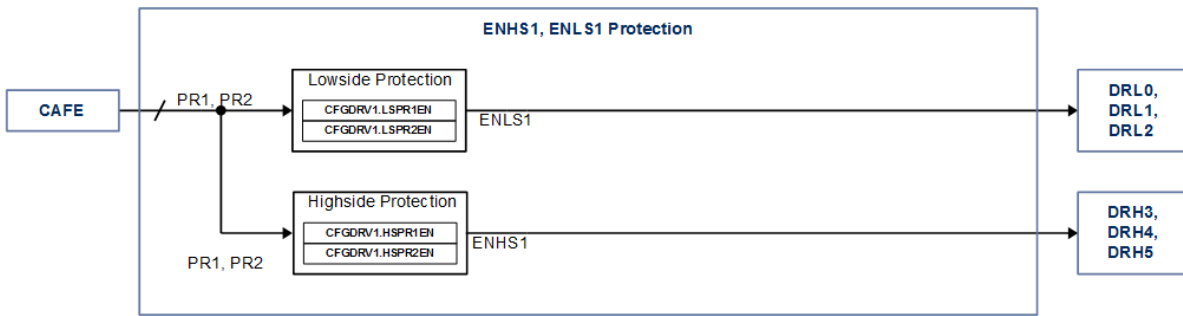 ENHS1, ENLS1 Protection
CAFE
PR1, PR2
Lowside Protection
CFGDRV1.LSPR1EN
CFGDRV1.LSPR2EN
ENLS1
DRL0,
DRL1,
DRL2
PR1, PR2
Highside Protection
CFGDRV1.HSPR1EN
CFGDRV1.HSPR2EN
ENHS1
DRH3,
DRH4,
DRH5